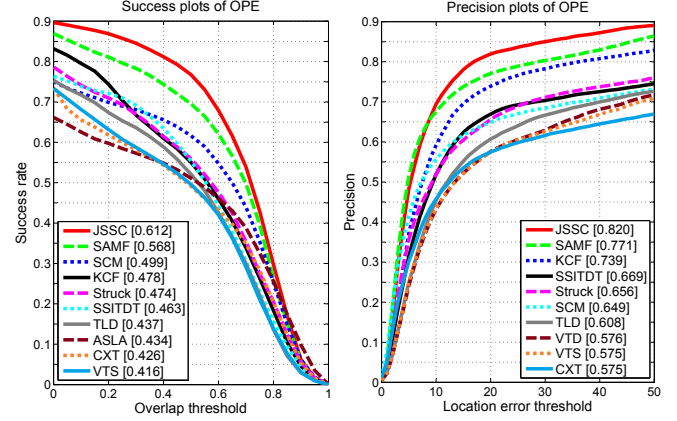 Success plots of OPE
0.9
0.8
0.7
0.6
0.5
0.4
0.3
0.2
0.1
0
0
0.2
0.4
0.6
0.8
1
Success rate
Overlap threshold
JSSC [0.612]
SAMF [0.568]
SCM [0.499]
KCF [0.478]
Struck [0.474]
SSITDT [0.463]
TLD [0.437]
ASLA [0.434]
CXT [0.426]
VTS [0.416]
Precision plots of OPE
0.9
0.8
0.7
0.6
0.5
0.4
0.3
0.2
0.1
0
0
10
20
30
40
50
Precision
Location error threshold
JSSC [0.820]
SAMF [0.771]
KCF [0.739]
SSITDT [0.669]
Struck [0.656]
SCM [0.649]
TLD [0.608]
VTD [0.576]
VTS [0.575]
CXT [0.575]